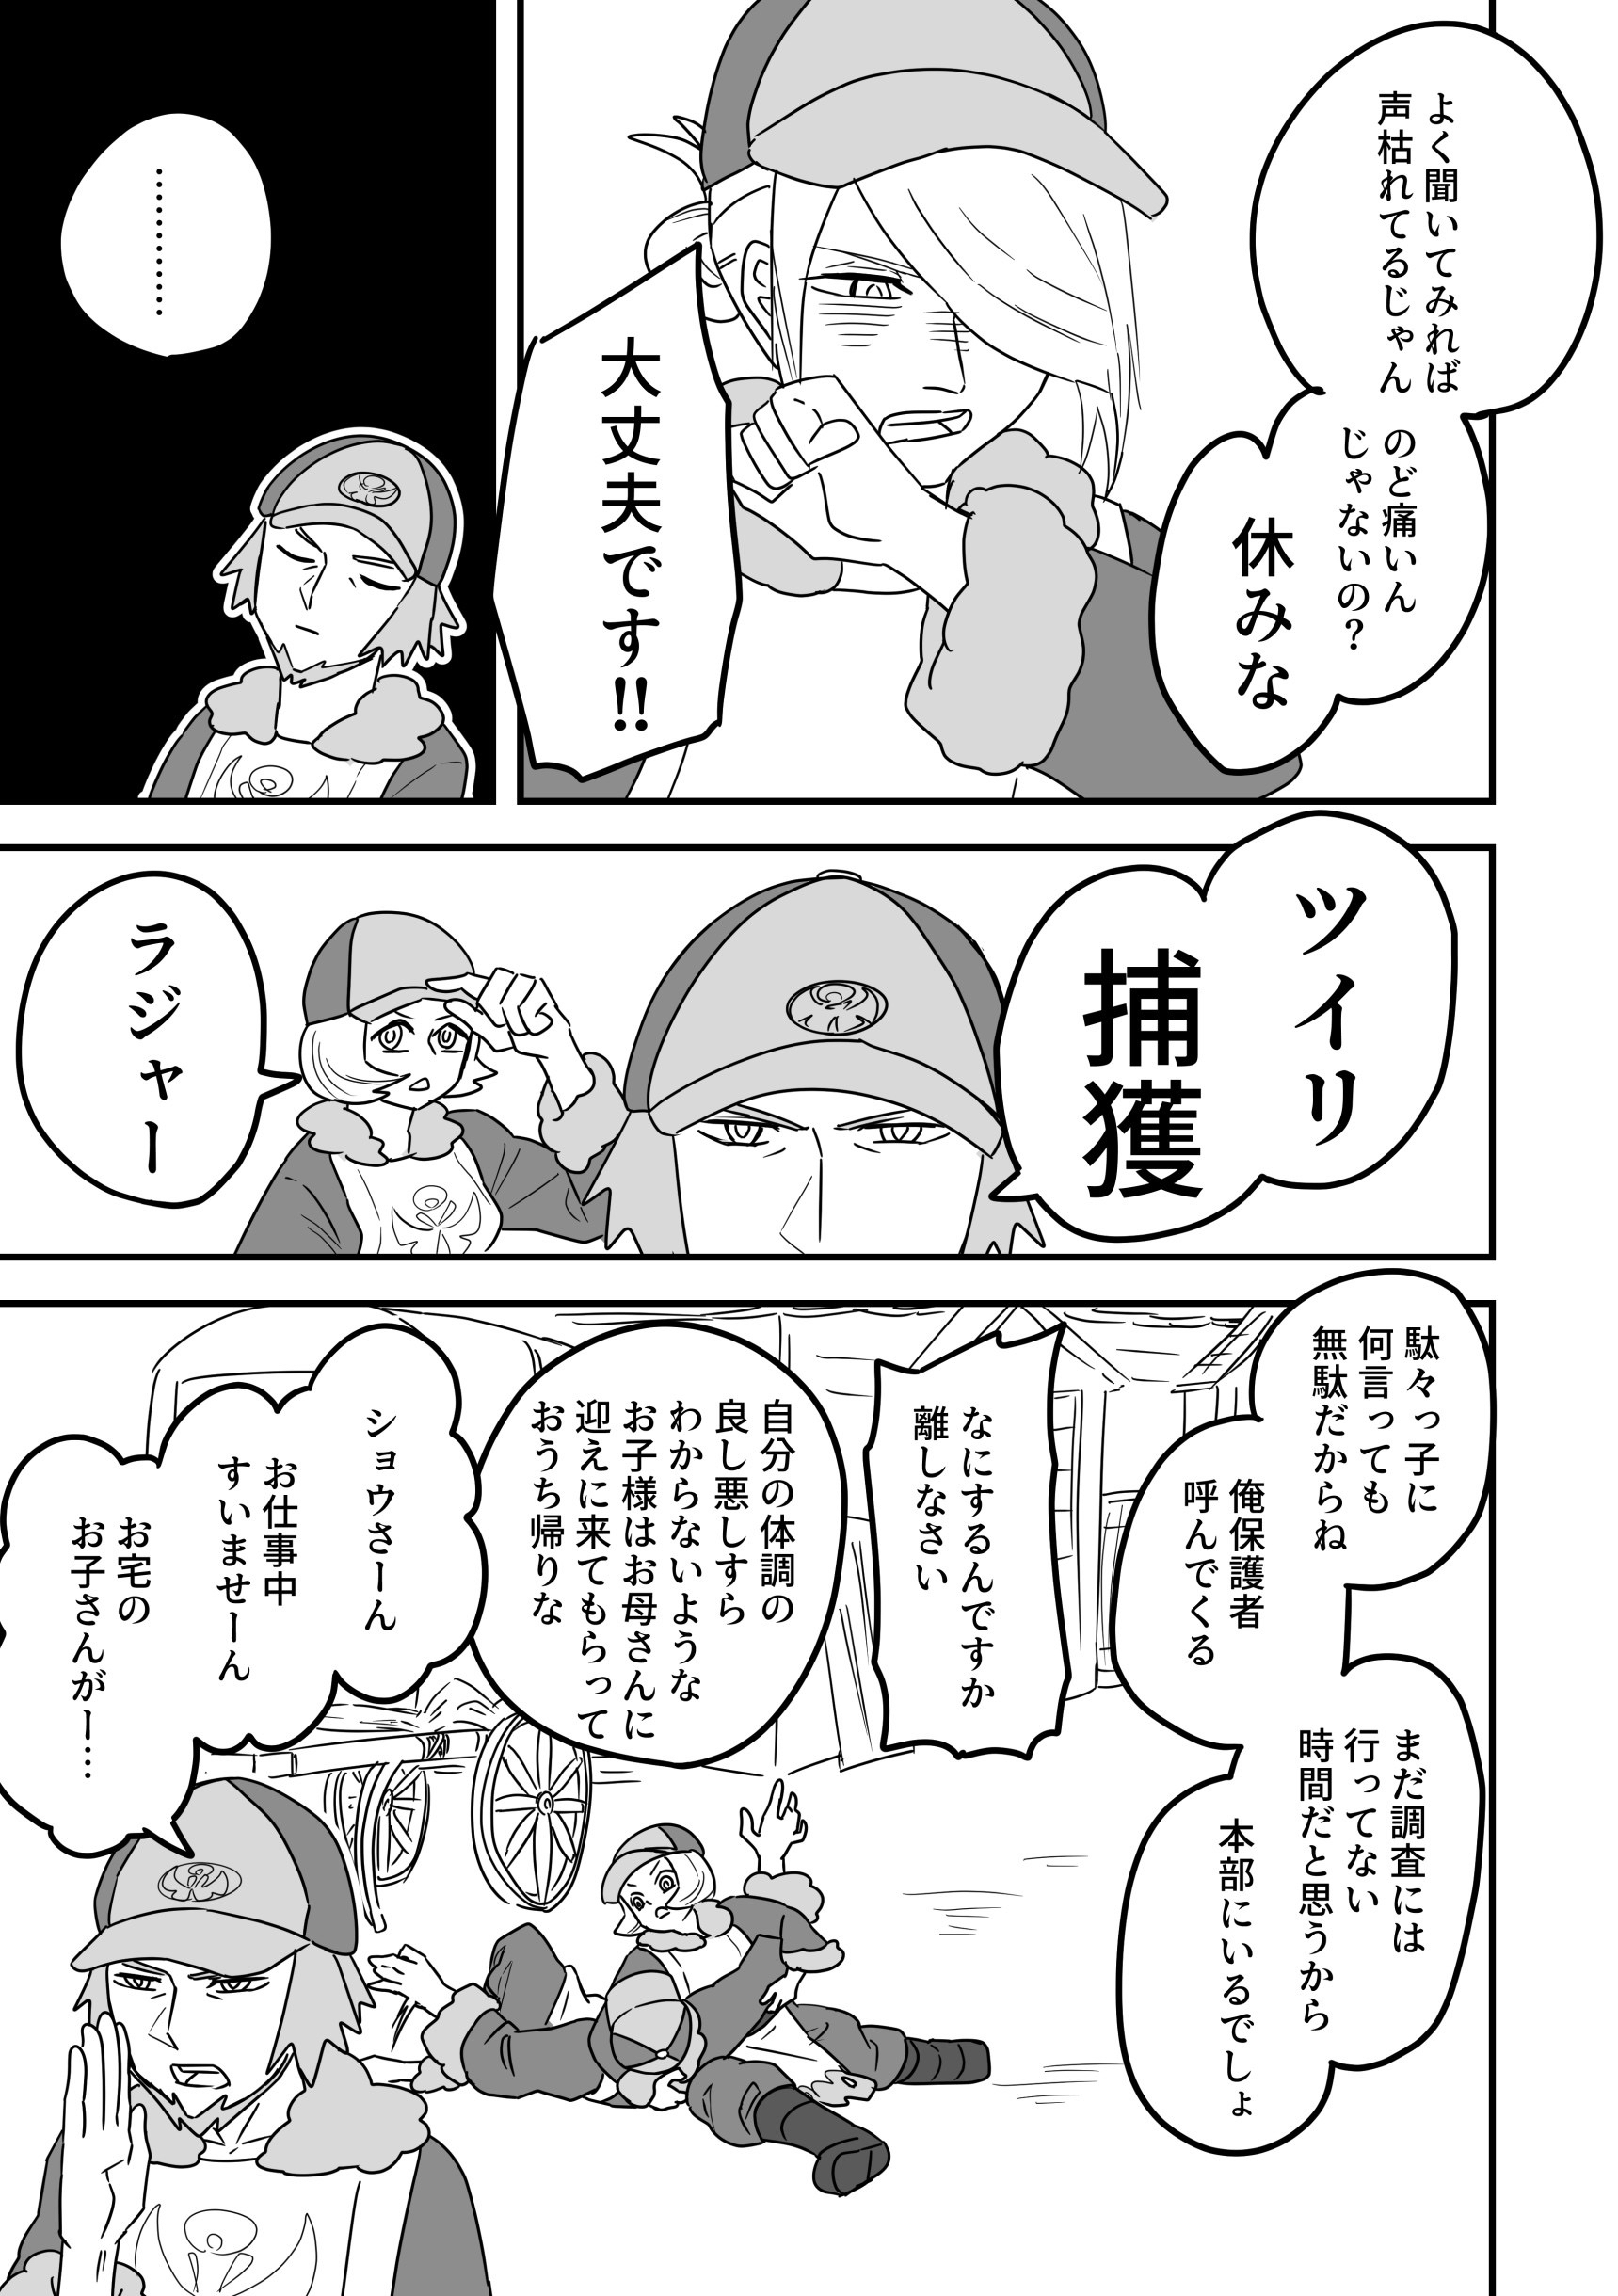 よく聞いてみれば
声枯れてるじゃん
のど痛いん
じゃないの?
休みな
大丈夫です!!
…………
ツイリ
捕獲
ラジャー
駄々っ子に
何言っても
無駄だからね
俺保護者
呼んでくる
まだ調査には
行ってない
時間だと思うから
本部にいるでしょ
なにするんですか
離しなさい
自分の体調の
良し悪しすら
わからないような
お子様はお母さんに
迎えに来てもらって
おうち帰りな
ショウさーん
お仕事中
すいませーん
お宅の
お子さんがー…